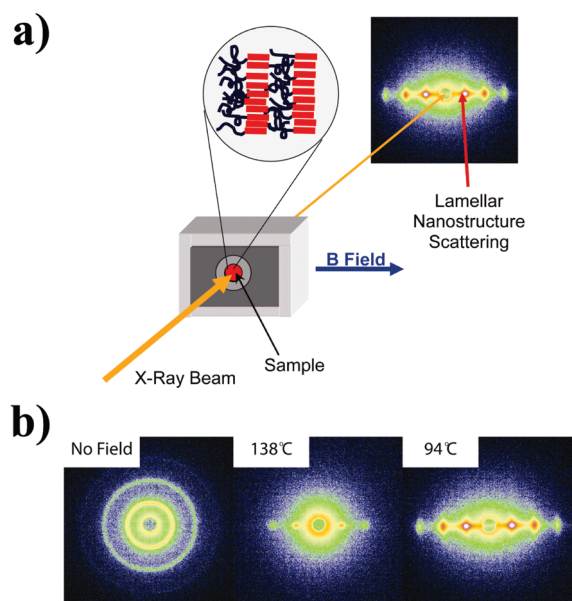 a)
Lamellar
Nanostructure
Scattering
B Field
Sample
X-Ray Beam
b)
No Field
138℃
94℃